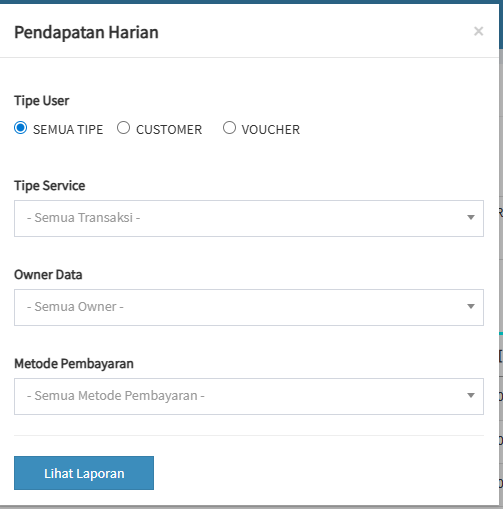 Pendapatan Harian ×
Tipe User
SEMUA TIPE CUSTOMER VOUCHER
Tipe Service
- Semua Transaksi -
Owner Data
- Semua Owner -
Metode Pembayaran
- Semua Metode Pembayaran -
Lihat Laporan